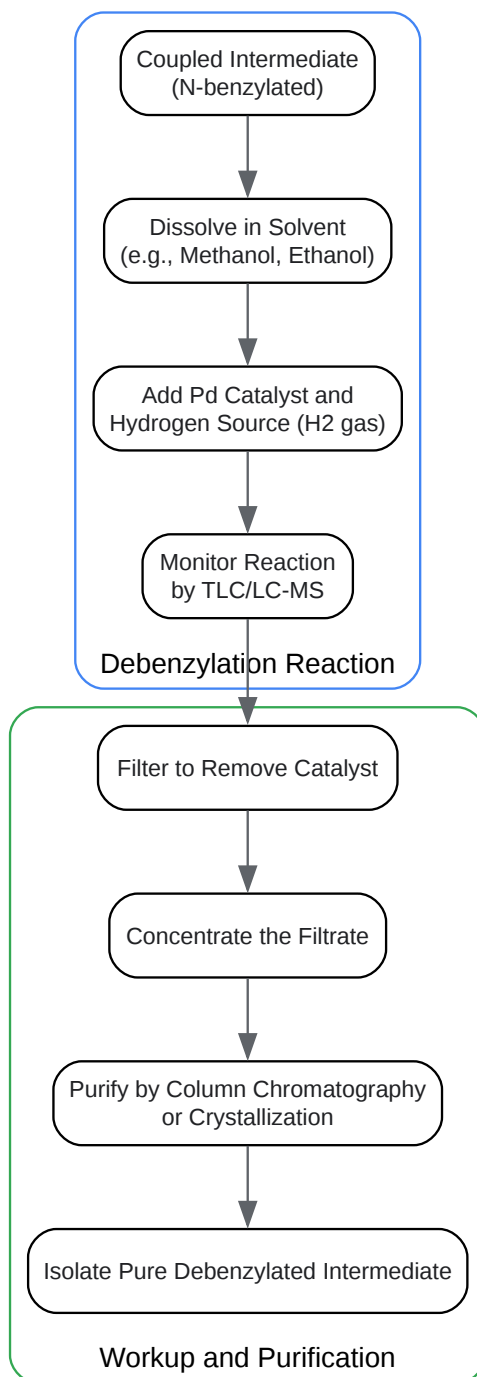 Coupled Intermediate
(N-benzylated)
Dissolve in Solvent
(e.g., Methanol, Ethanol)
Add Pd Catalyst and
Hydrogen Source (H2 gas)
Monitor Reaction
by TLC/LC-MS
Debenzylation Reaction
Filter to Remove Catalyst
Concentrate the Filtrate
Purify by Column Chromatography
or Crystallization
Isolate Pure Debenzylated Intermediate
Workup and Purification